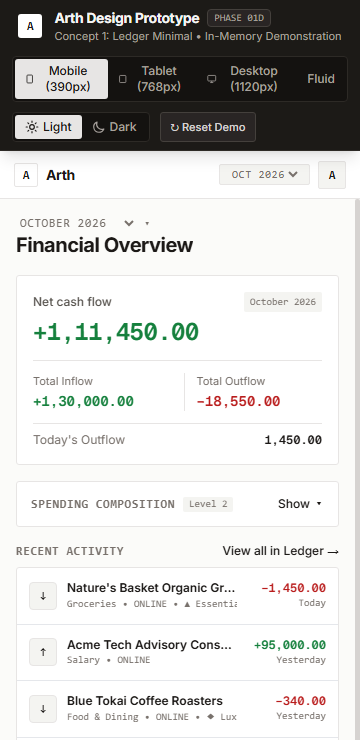 A Arth Design Prototype PHASE 01D
Concept 1: Ledger Minimal • In-Memory Demonstration
Mobile (390px) Tablet (768px) Desktop (1120px) Fluid
Light Dark ↻ Reset Demo
A Arth OCT 2026 A
OCTOBER 2026
Financial Overview
Net cash flow October 2026
+1,11,450.00
Total Inflow Total Outflow
+1,30,000.00 −18,550.00
Today's Outflow 1,450.00
SPENDING COMPOSITION Level 2 Show ▾
RECENT ACTIVITY View all in Ledger →
↓ Nature's Basket Organic Gr... −1,450.00
Groceries • ONLINE • ▲ Essentia Today
↑ Acme Tech Advisory Cons... +95,000.00
Salary • ONLINE Yesterday
↓ Blue Tokai Coffee Roasters −340.00
Food & Dining • ONLINE • ◆ Lux Yesterday